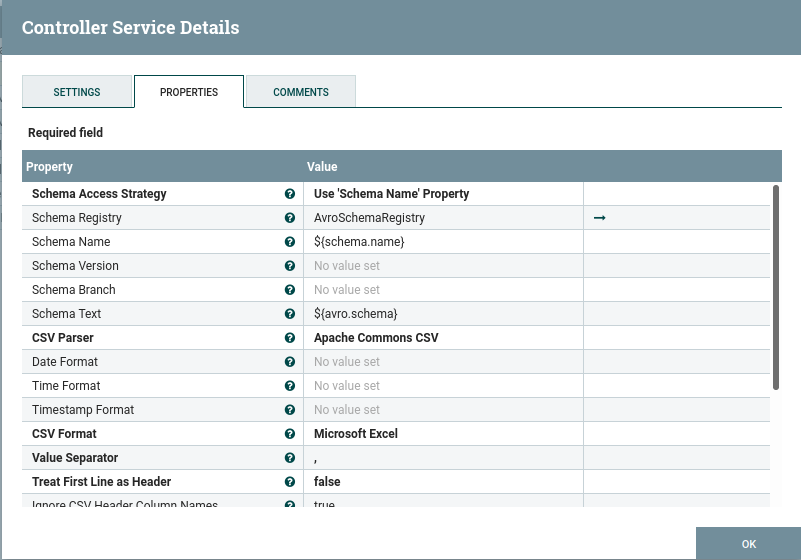 Controller Service Details
SETTINGS PROPERTIES COMMENTS
Required field
Property Value
Schema Access Strategy Use 'Schema Name' Property
Schema Registry AvroSchemaRegistry
Schema Name ${schema.name}
Schema Version No value set
Schema Branch No value set
Schema Text ${avro.schema}
CSV Parser Apache Commons CSV
Date Format No value set
Time Format No value set
Timestamp Format No value set
CSV Format Microsoft Excel
Value Separator ,
Treat First Line as Header false
Ignore CSV Header Column Names true
OK